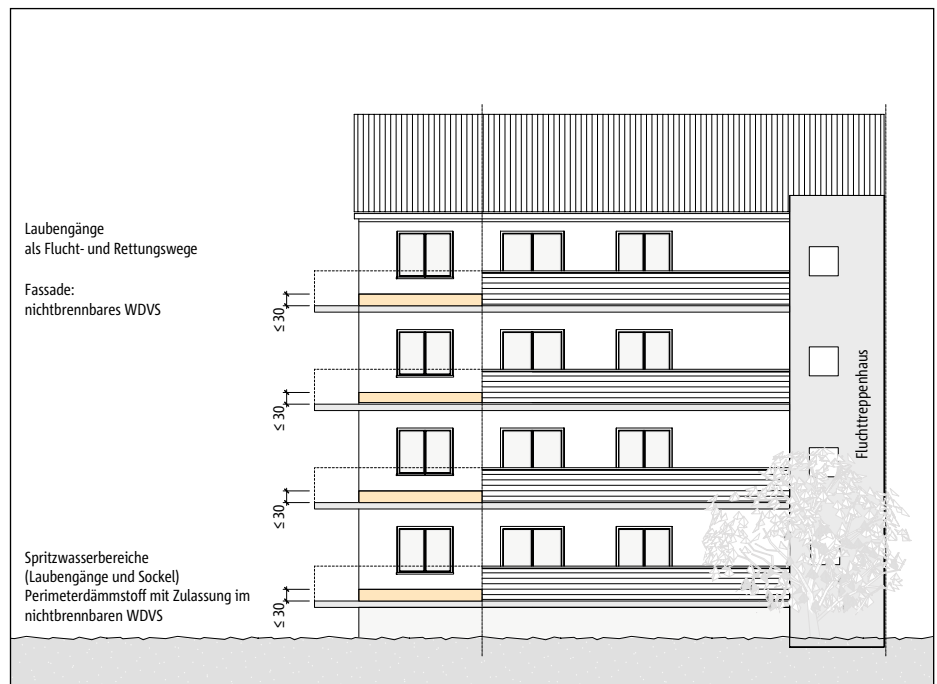 Laubengänge
als Flucht- und Rettungswege
Fassade:
nichtbrennbares WDVS
≤ 30
≤ 30
≤ 30
≤ 30
Fluchttreppenhaus
Spritzwasserbereiche
(Laubengänge und Sockel)
Perimeterdämmstoff mit Zulassung im
nichtbrennbaren WDVS